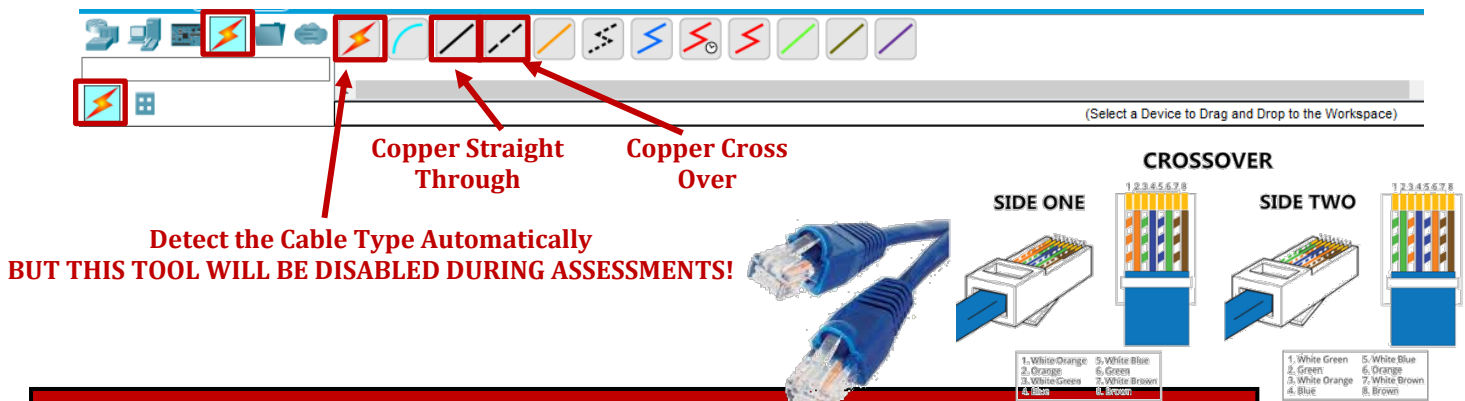 (Select a Device to Drag and Drop to the Workspace)
Copper Straight
Through
Copper Cross
Over
Detect the Cable Type Automatically
BUT THIS TOOL WILL BE DISABLED DURING ASSESSMENTS!
CROSSOVER
SIDE ONE
1 2 3 4 5 6 7 8
SIDE TWO
1 2 3 4 5 6 7 8
1. White Orange 5. White Blue
2. Orange 6. Green
3. White Green 7. White Brown
4. Blue 8. Brown
1. White Green 5. White Blue
2. Green 6. Orange
3. White Orange 7. White Brown
4. Blue 8. Brown